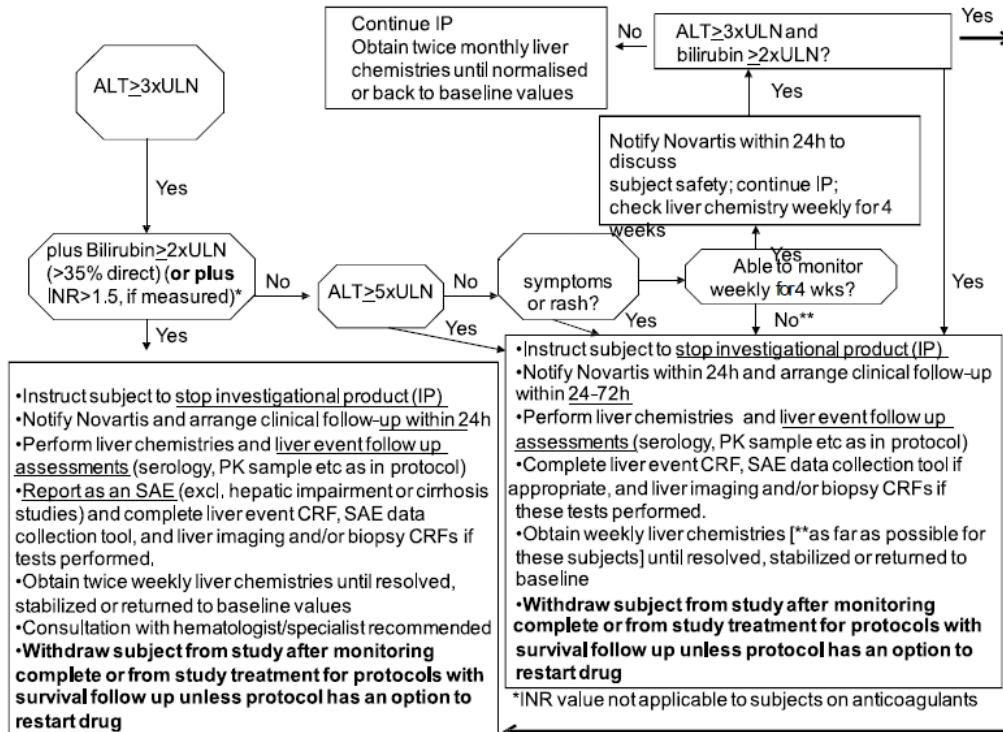 ALT≥3xULN
Yes
plus Bilirubin≥2xULN
(>35% direct) (or plus
INR>1.5, if measured)*
No
Yes
ALT≥5xULN
No
Yes
symptoms
or rash?
Yes
Able to monitor
weekly for4 wks?
Yes
No**
Notify Novartis within 24h to
discuss
subject safety; continue IP;
check liver chemistry weekly for 4
weeks
Yes
ALT≥3xULN and
bilirubin ≥2xULN?
No
Yes
Yes
Continue IP
Obtain twice monthly liver
chemistries until normalised
or back to baseline values
•Instruct subject to stop investigational product (IP)
•Notify Novartis and arrange clinical follow-up within 24h
•Perform liver chemistries and liver event follow up
assessments (serology, PK sample etc as in protocol)
•Report as an SAE (excl, hepatic impairment or cirrhosis
studies) and complete liver event CRF, SAE data
collection tool, and liver imaging and/or biopsy CRFs if
tests performed.
•Obtain twice weekly liver chemistries until resolved,
stabilized or returned to baseline values
•Consultation with hematologist/specialist recommended
•Withdraw subject from study after monitoring
complete or from study treatment for protocols with
survival follow up unless protocol has an option to
restart drug
•Instruct subject to stop investigational product (IP)
•Notify Novartis within 24h and arrange clinical follow-up
within 24-72h
•Perform liver chemistries and liver event follow up
assessments (serology, PK sample etc as in protocol)
•Complete liver event CRF, SAE data collection tool if
appropriate, and liver imaging and/or biopsy CRFs if
these tests performed.
•Obtain weekly liver chemistries [**as far as possible for
these subjects] until resolved, stabilized or returned to
baseline
•Withdraw subject from study after monitoring
complete or from study treatment for protocols with
survival follow up unless protocol has an option to
restart drug
*INR value not applicable to subjects on anticoagulants